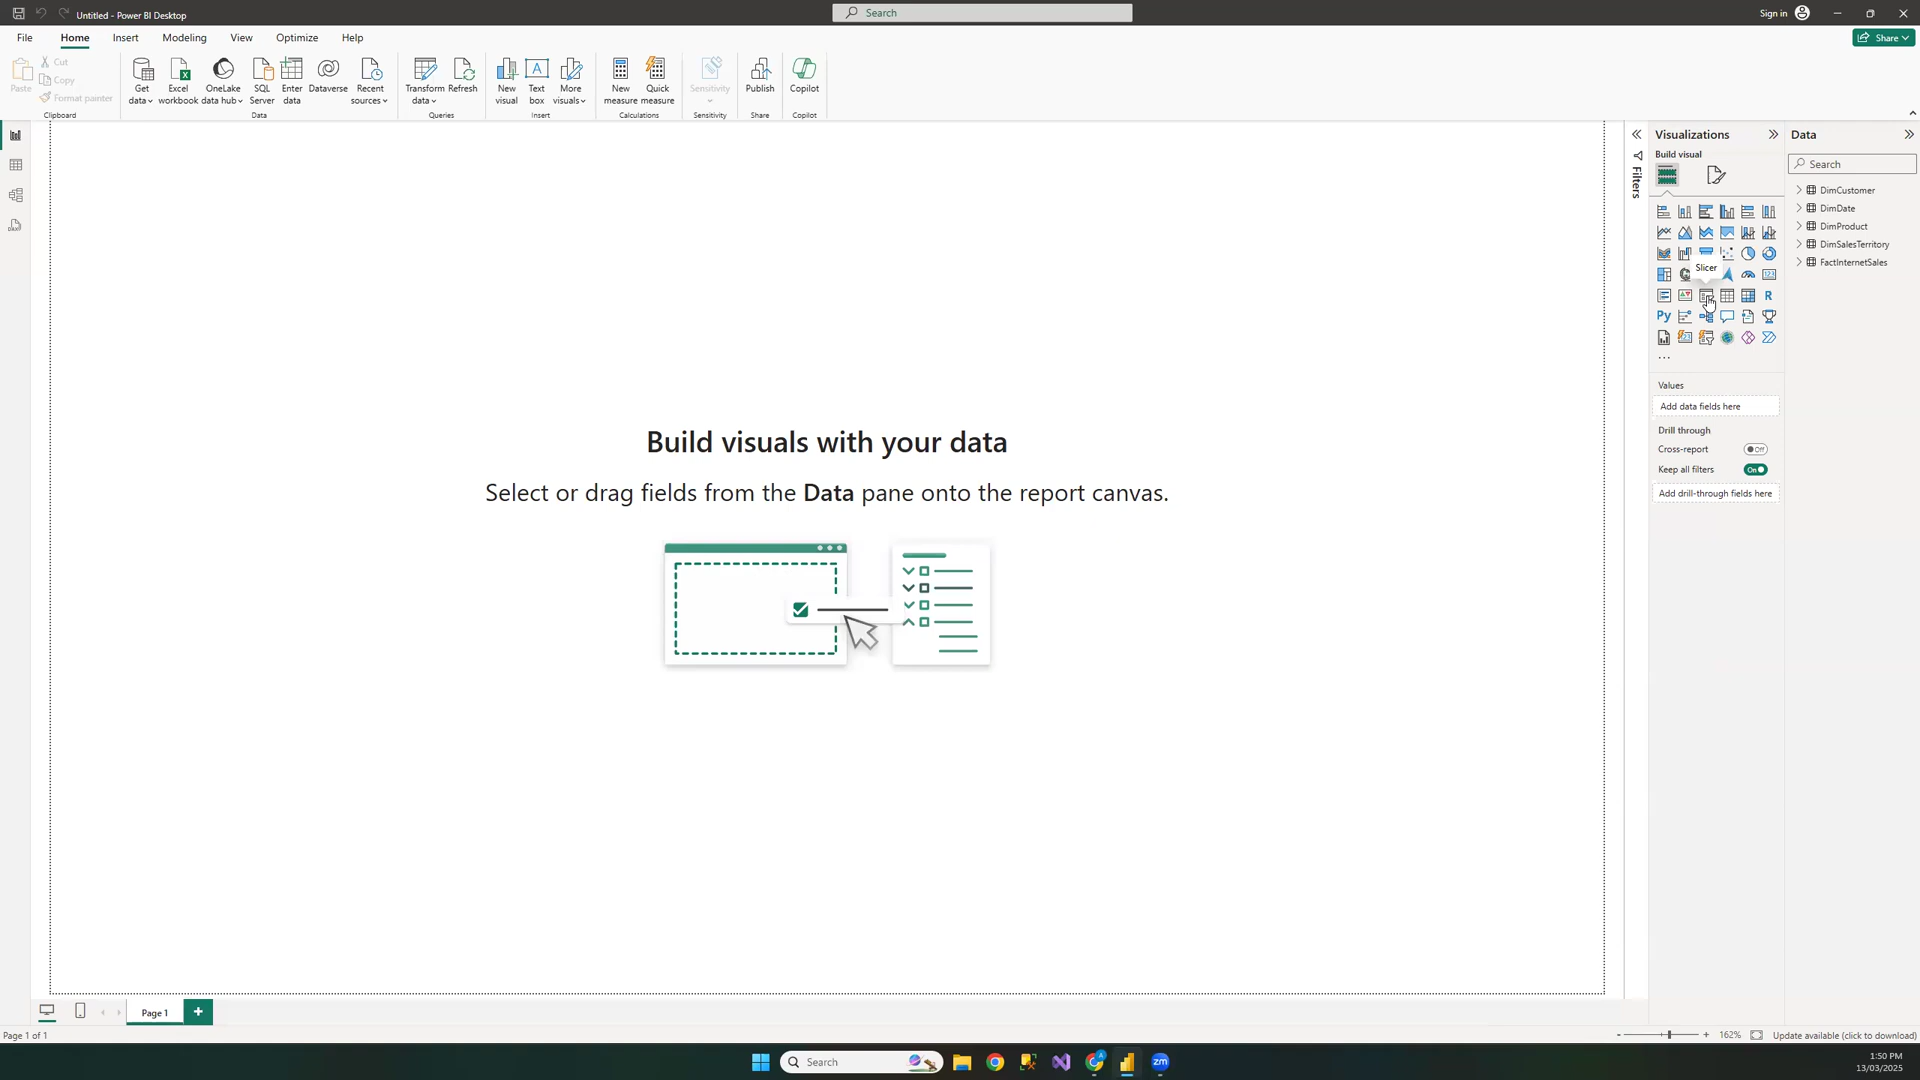 Untitled - Power BI Desktop
Search
Sign in
File
Home
Insert
Modeling
View
Optimize
Help
Share
Paste
Cut
Copy
Format painter
Clipboard
Get data
Excel workbook
OneLake data hub
SQL Server
Enter data
Dataverse
Recent sources
Data
Transform data
Refresh
Queries
New visual
Text box
More visuals
Insert
New measure
Quick measure
Calculations
Sensitivity
Sensitivity
Publish
Share
Copilot
Copilot
Filters
Visualizations
Build visual
Slicer
R
Py
123
...
Values
Add data fields here
Drill through
Cross-report
Off
Keep all filters
On
Add drill-through fields here
Data
Search
DimCustomer
DimDate
DimProduct
DimSalesTerritory
FactInternetSales
Build visuals with your data
Select or drag fields from the Data pane onto the report canvas.
Page 1
Page 1 of 1
162%
Update available (click to download)
Search
zm
1:50 PM
13/03/2025